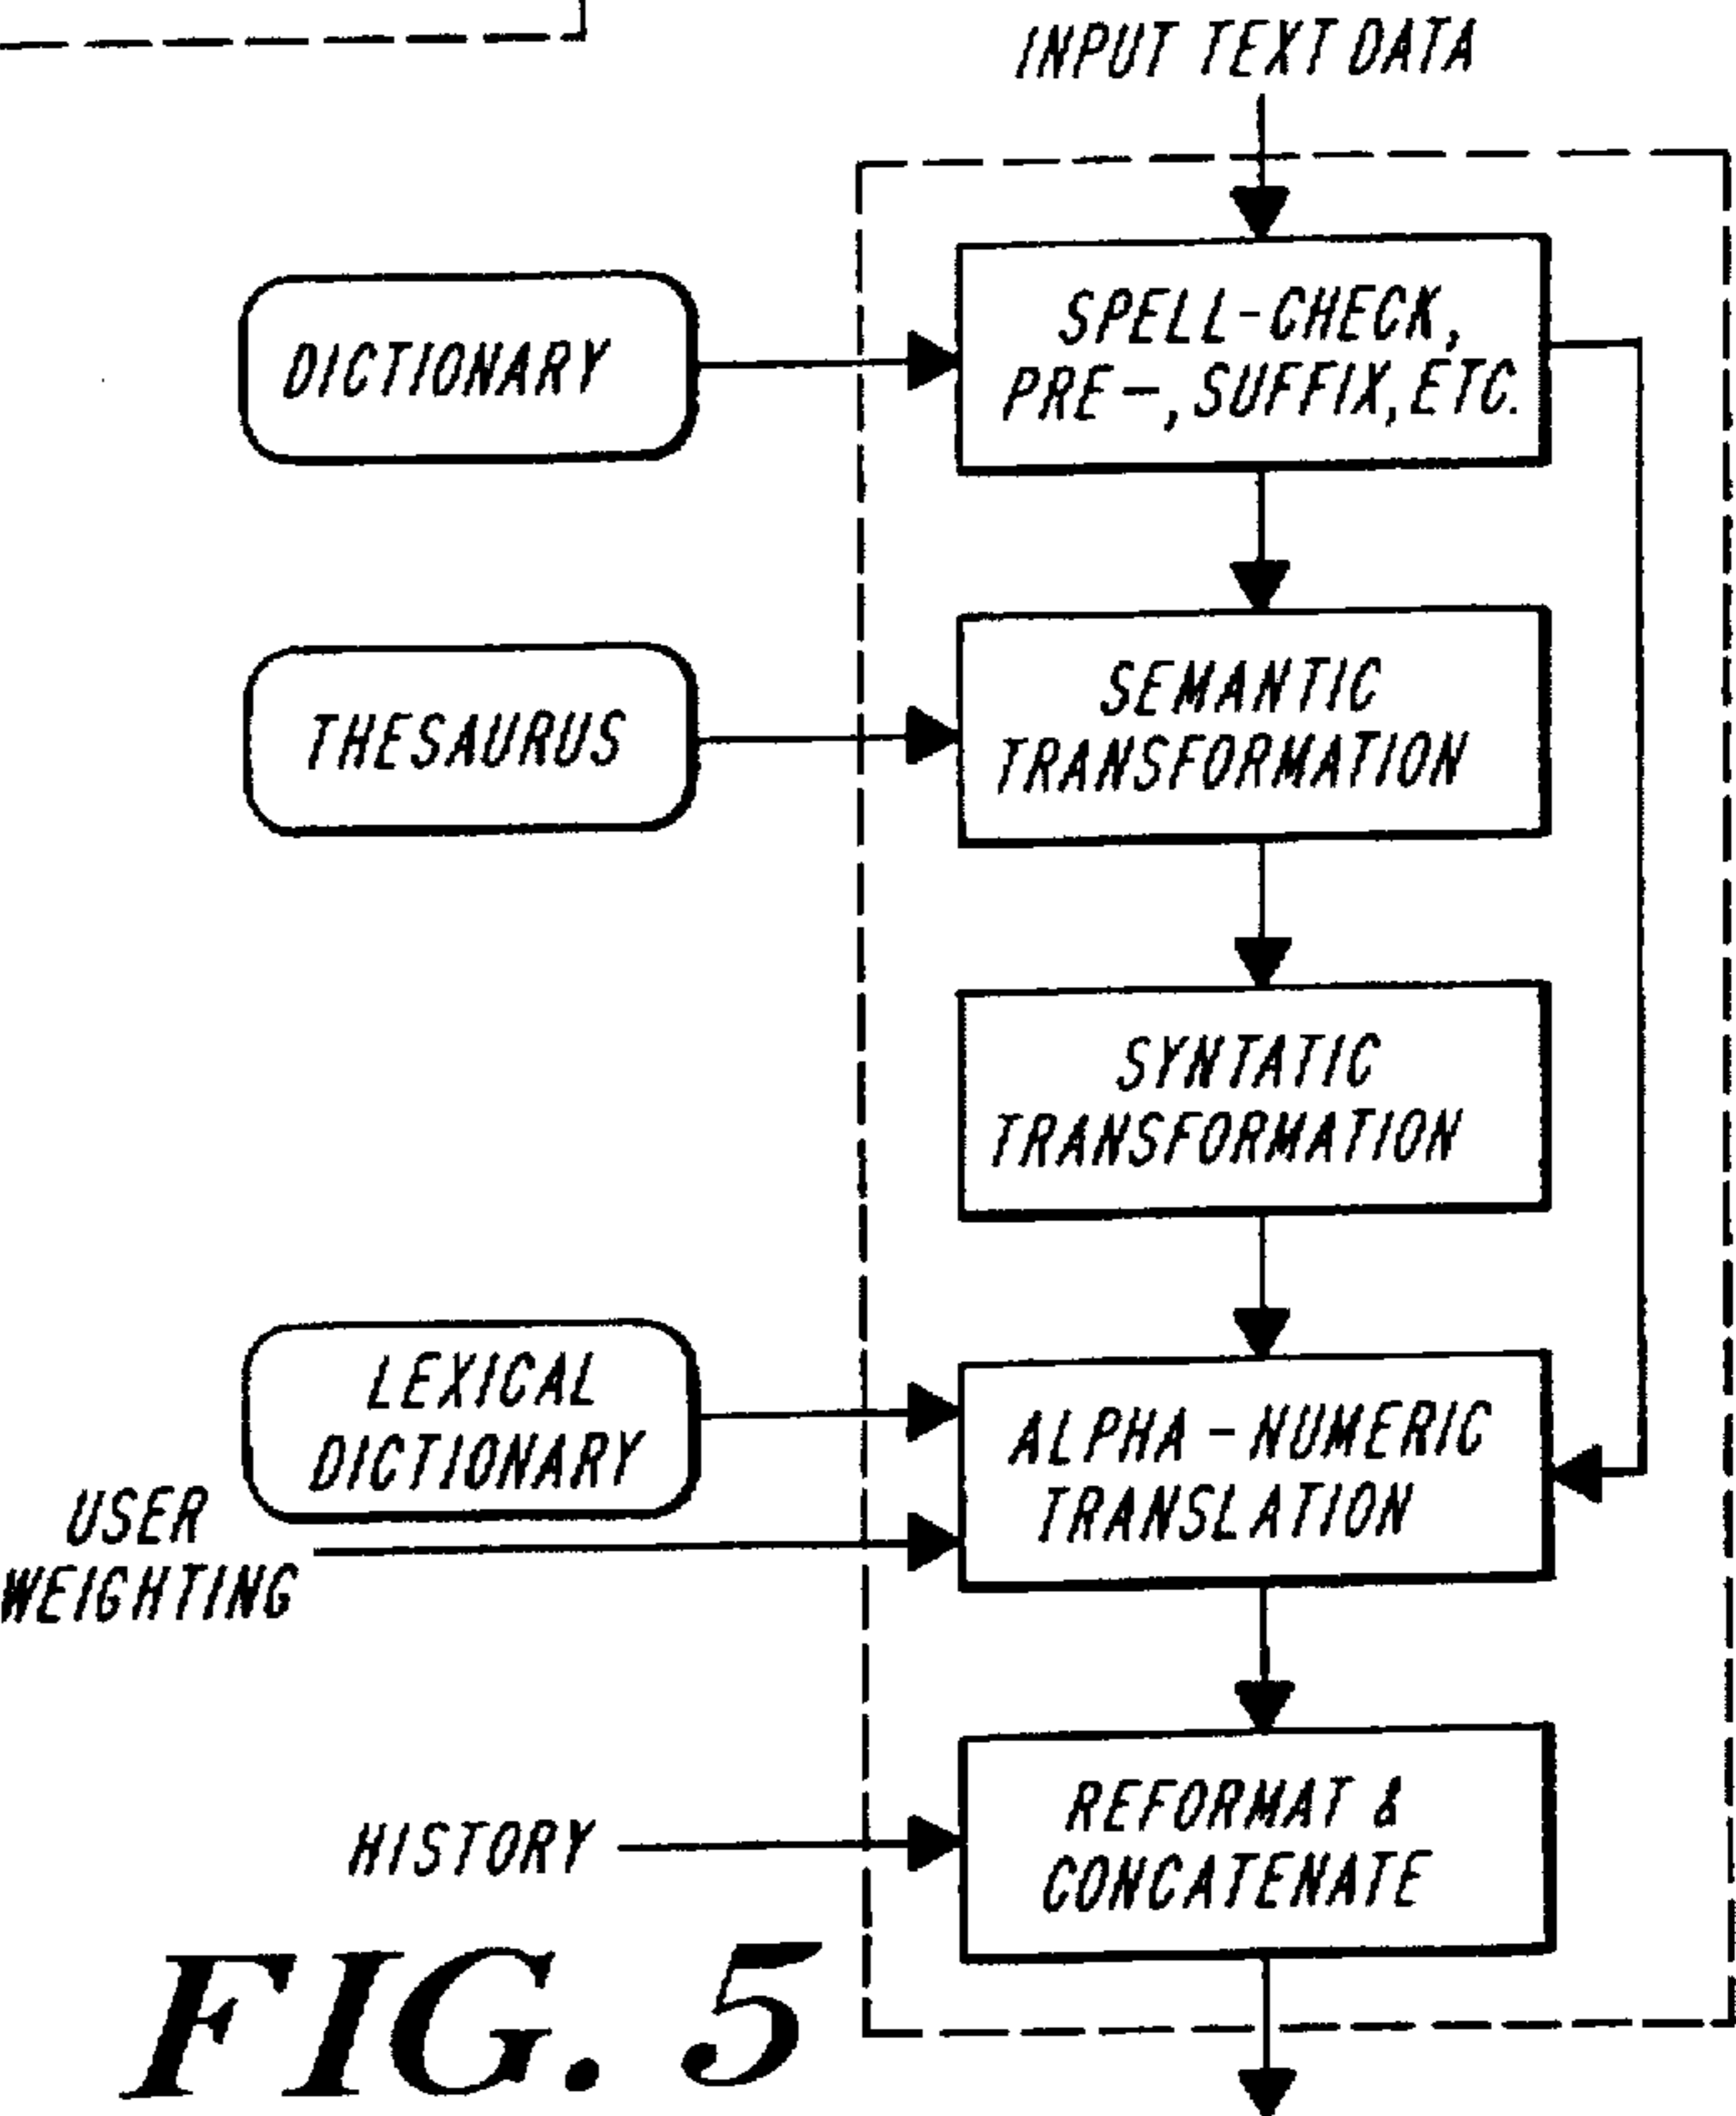 INPUT TEXT DATA
DICTIONARY
SPELL-CHECK,
PRE-, SUFFIX, ETC.
THESAURUS
SEMANTIC
TRANSFORMATION
SYNTATIC
TRANSFORMATION
LEXICAL
DICTIONARY
USER
WEIGHTING
ALPHA-NUMERIC
TRANSLATION
HISTORY
REFORMAT &
CONCATENATE
FIG. 5